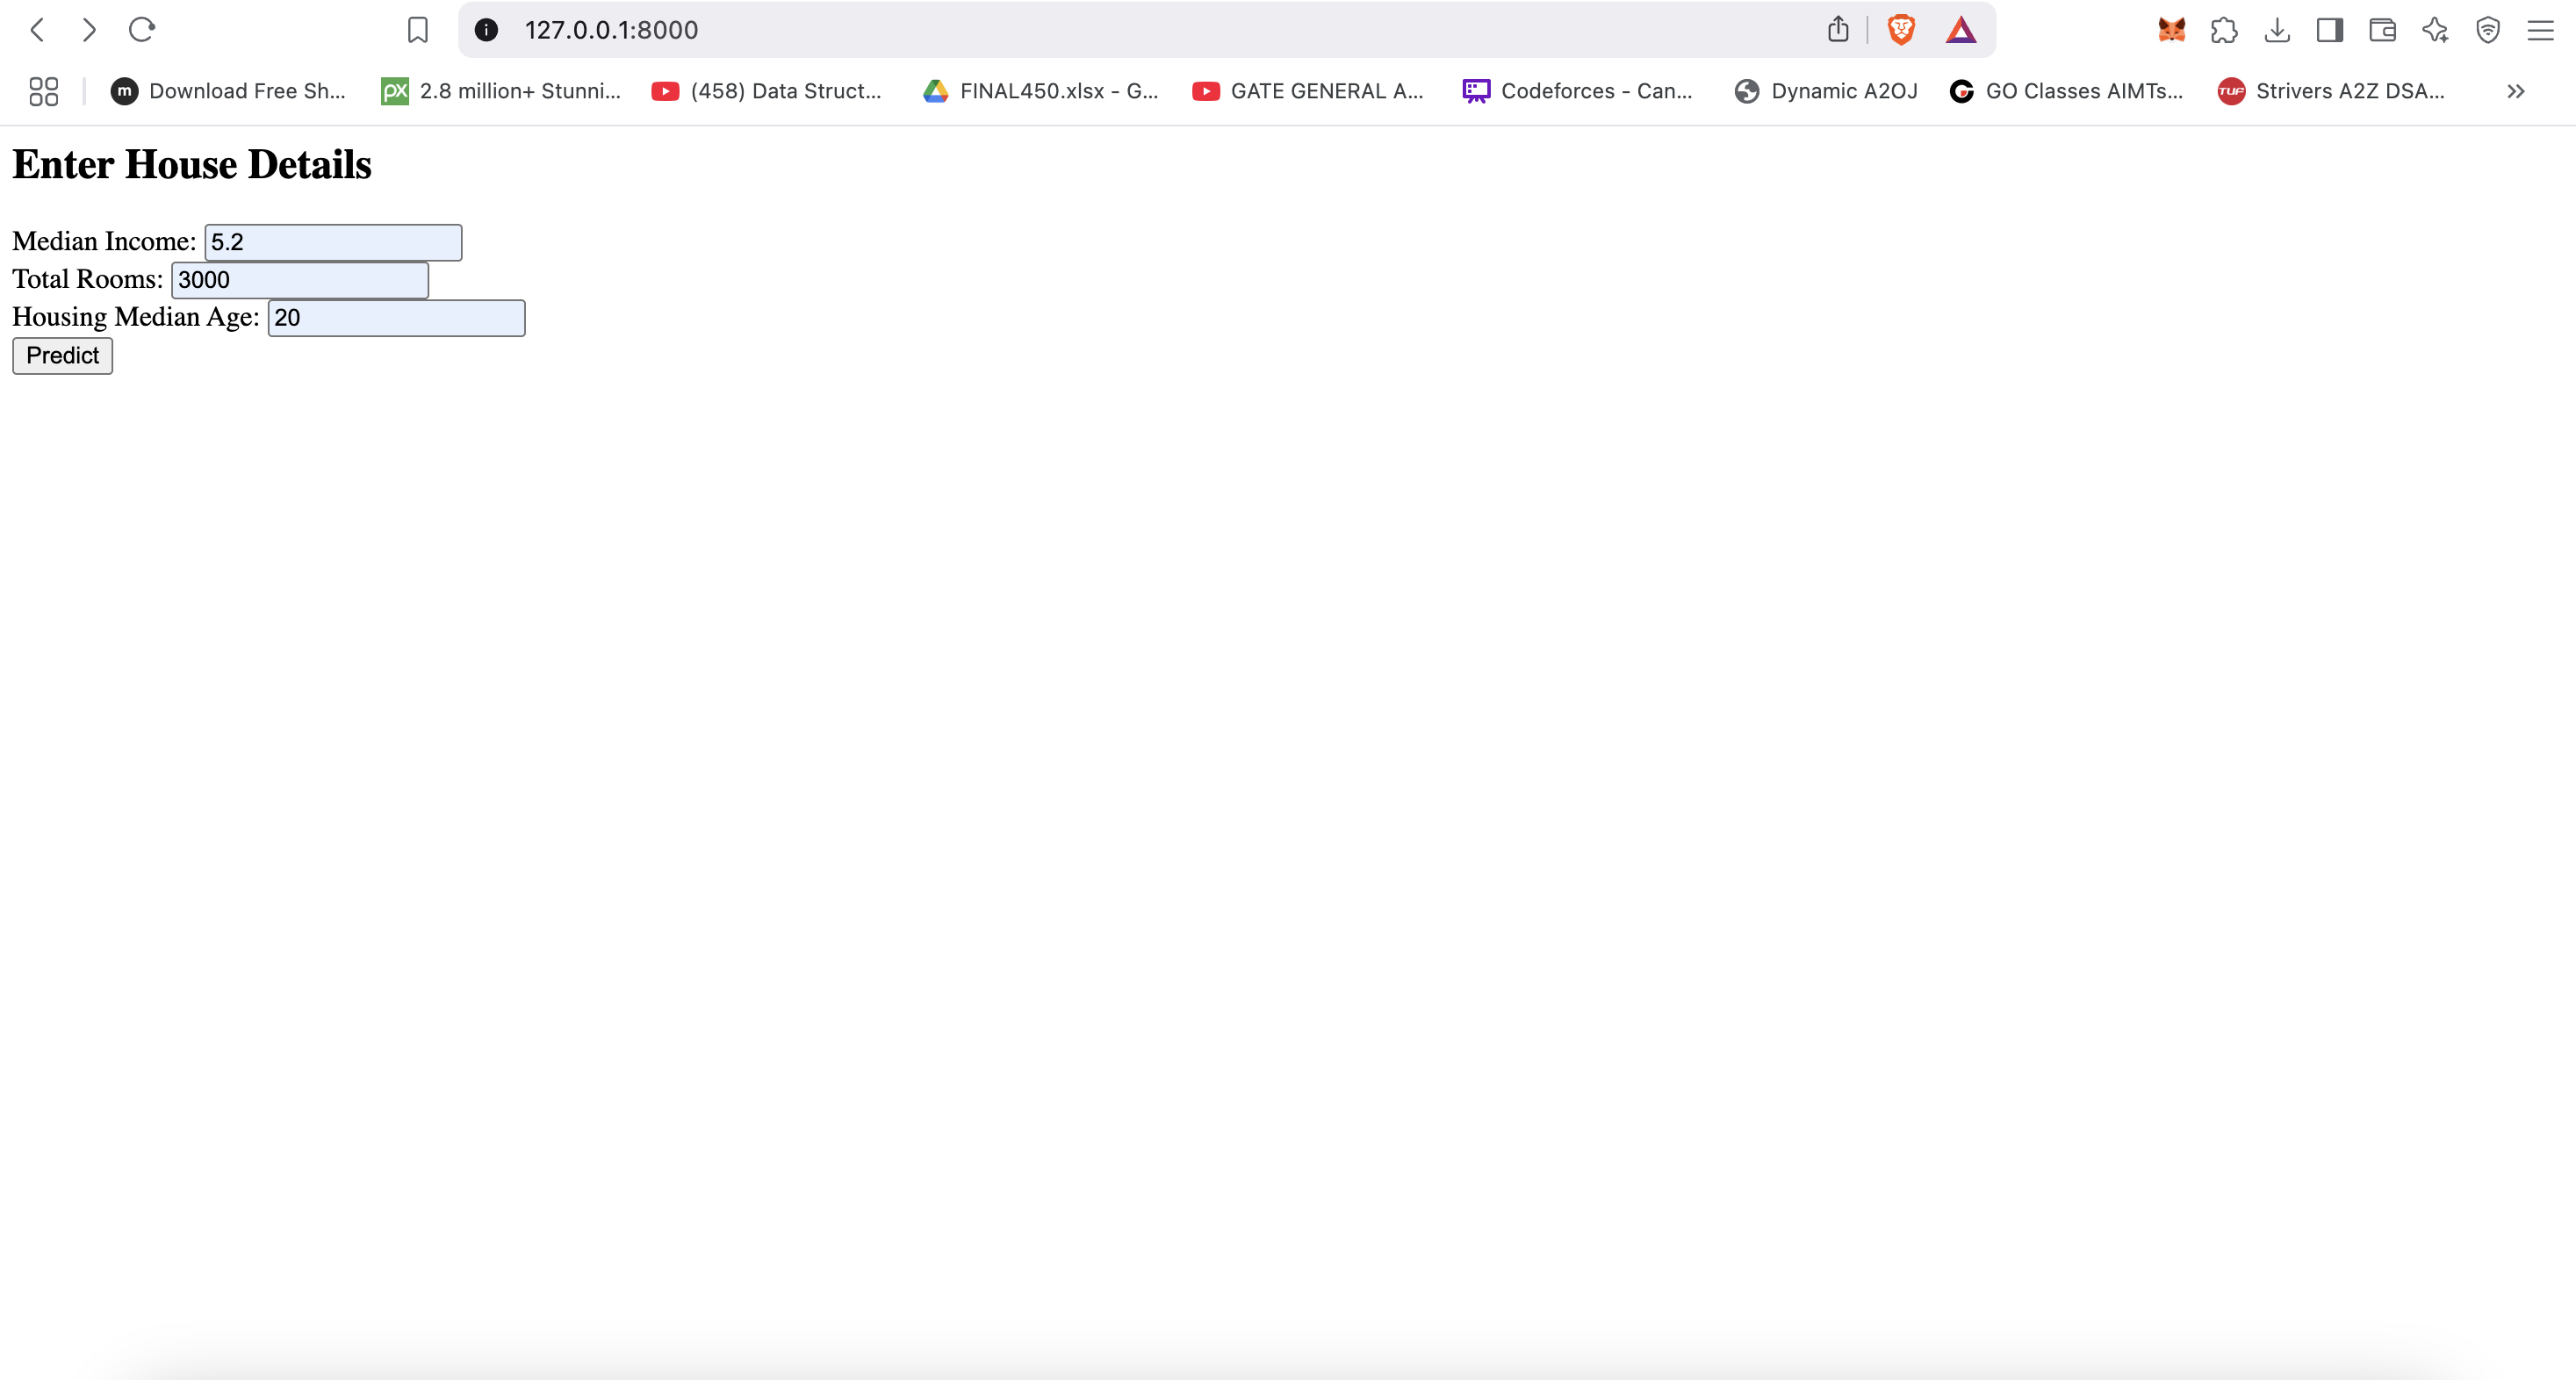 127.0.0.1:8000
m Download Free Sh... px 2.8 million+ Stunni... (458) Data Struct... FINAL450.xlsx - G... GATE GENERAL A... Codeforces - Can... Dynamic A2OJ GO Classes AIMTs... TUF Strivers A2Z DSA...
Enter House Details
Median Income: 5.2
Total Rooms: 3000
Housing Median Age: 20
Predict